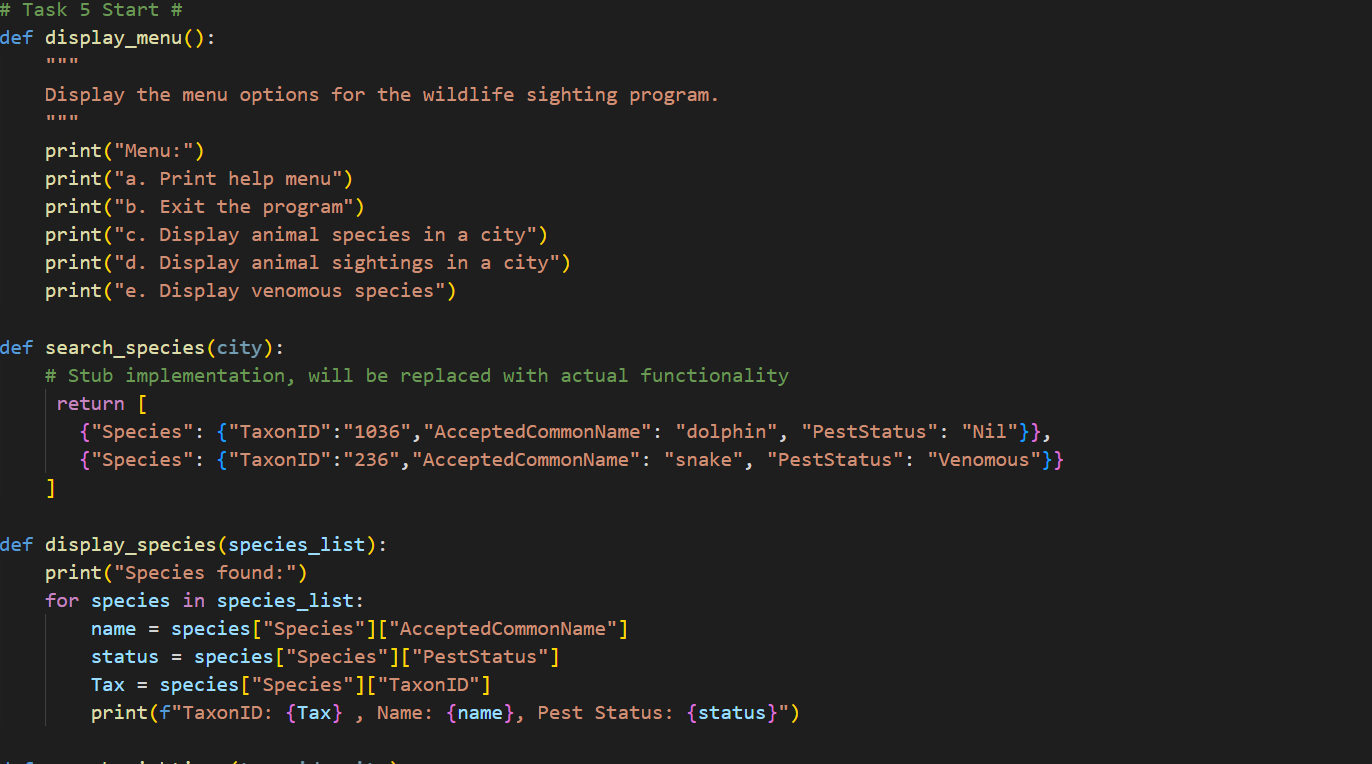 # Task 5 Start #
def display_menu():
    """
    Display the menu options for the wildlife sighting program.
    """
    print("Menu:")
    print("a. Print help menu")
    print("b. Exit the program")
    print("c. Display animal species in a city")
    print("d. Display animal sightings in a city")
    print("e. Display venomous species")

def search_species(city):
    # Stub implementation, will be replaced with actual functionality
     return [
       {"Species": {"TaxonID":"1036","AcceptedCommonName": "dolphin", "PestStatus": "Nil"}},
       {"Species": {"TaxonID":"236","AcceptedCommonName": "snake", "PestStatus": "Venomous"}}
    ]

def display_species(species_list):
    print("Species found:")
    for species in species_list:
        name = species["Species"]["AcceptedCommonName"]
        status = species["Species"]["PestStatus"]
        Tax = species["Species"]["TaxonID"]
        print(f"TaxonID: {Tax} , Name: {name}, Pest Status: {status}")